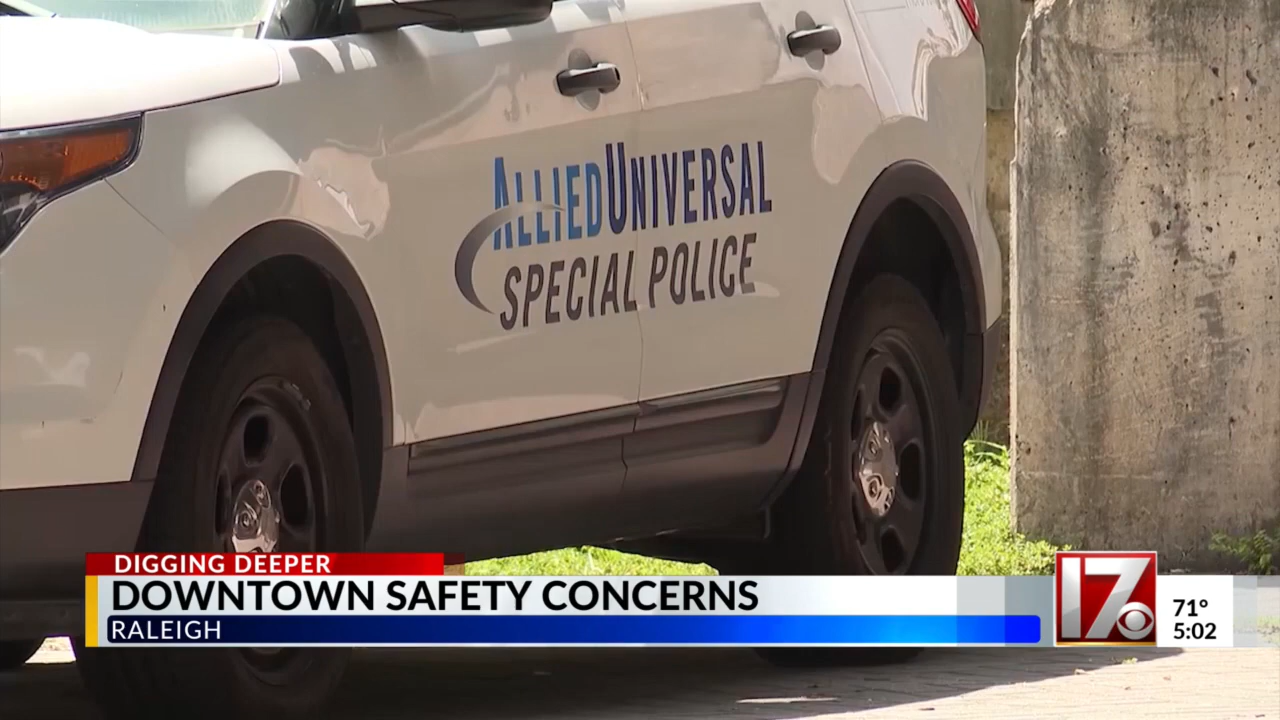 ALLIEDUNIVERSAL
SPECIAL POLICE
DIGGING DEEPER
DOWNTOWN SAFETY CONCERNS
RALEIGH
17
71°
5:02